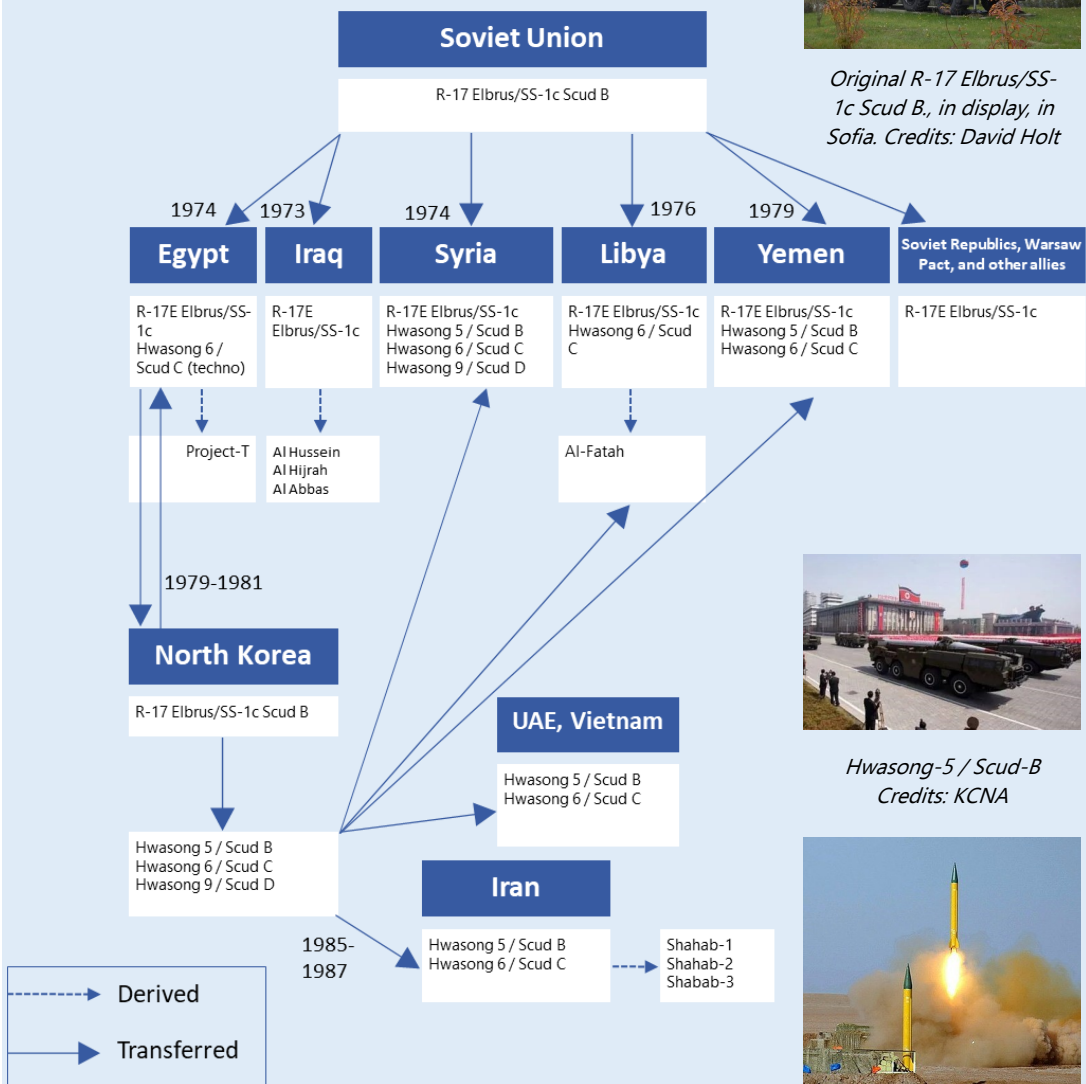 Soviet Union
R-17 Elbrus/SS-1c Scud B
Original R-17 Elbrus/SS-
1c Scud B., in display, in
Sofia. Credits: David Holt
1974
1973
1974
1976
1979
Egypt
Iraq
Syria
Libya
Yemen
Soviet Republics, Warsaw
Pact, and other allies
R-17E Elbrus/SS-
1c
Hwasong 6 /
Scud C (techno)
R-17E
Elbrus/SS-1c
R-17E Elbrus/SS-1c
Hwasong 5 / Scud B
Hwasong 6 / Scud C
Hwasong 9 / Scud D
R-17E Elbrus/SS-1c
Hwasong 6 / Scud
C
R-17E Elbrus/SS-1c
Hwasong 5 / Scud B
Hwasong 6 / Scud C
R-17E Elbrus/SS-1c
Project-T
Al Hussein
Al Hijrah
Al Abbas
Al-Fatah
1979-1981
North Korea
R-17 Elbrus/SS-1c Scud B
UAE, Vietnam
Hwasong 5 / Scud B
Hwasong 6 / Scud C
Hwasong-5 / Scud-B
Credits: KCNA
Hwasong 5 / Scud B
Hwasong 6 / Scud C
Hwasong 9 / Scud D
Iran
1985-
1987
Hwasong 5 / Scud B
Hwasong 6 / Scud C
Shahab-1
Shahab-2
Shabab-3
Derived
Transferred